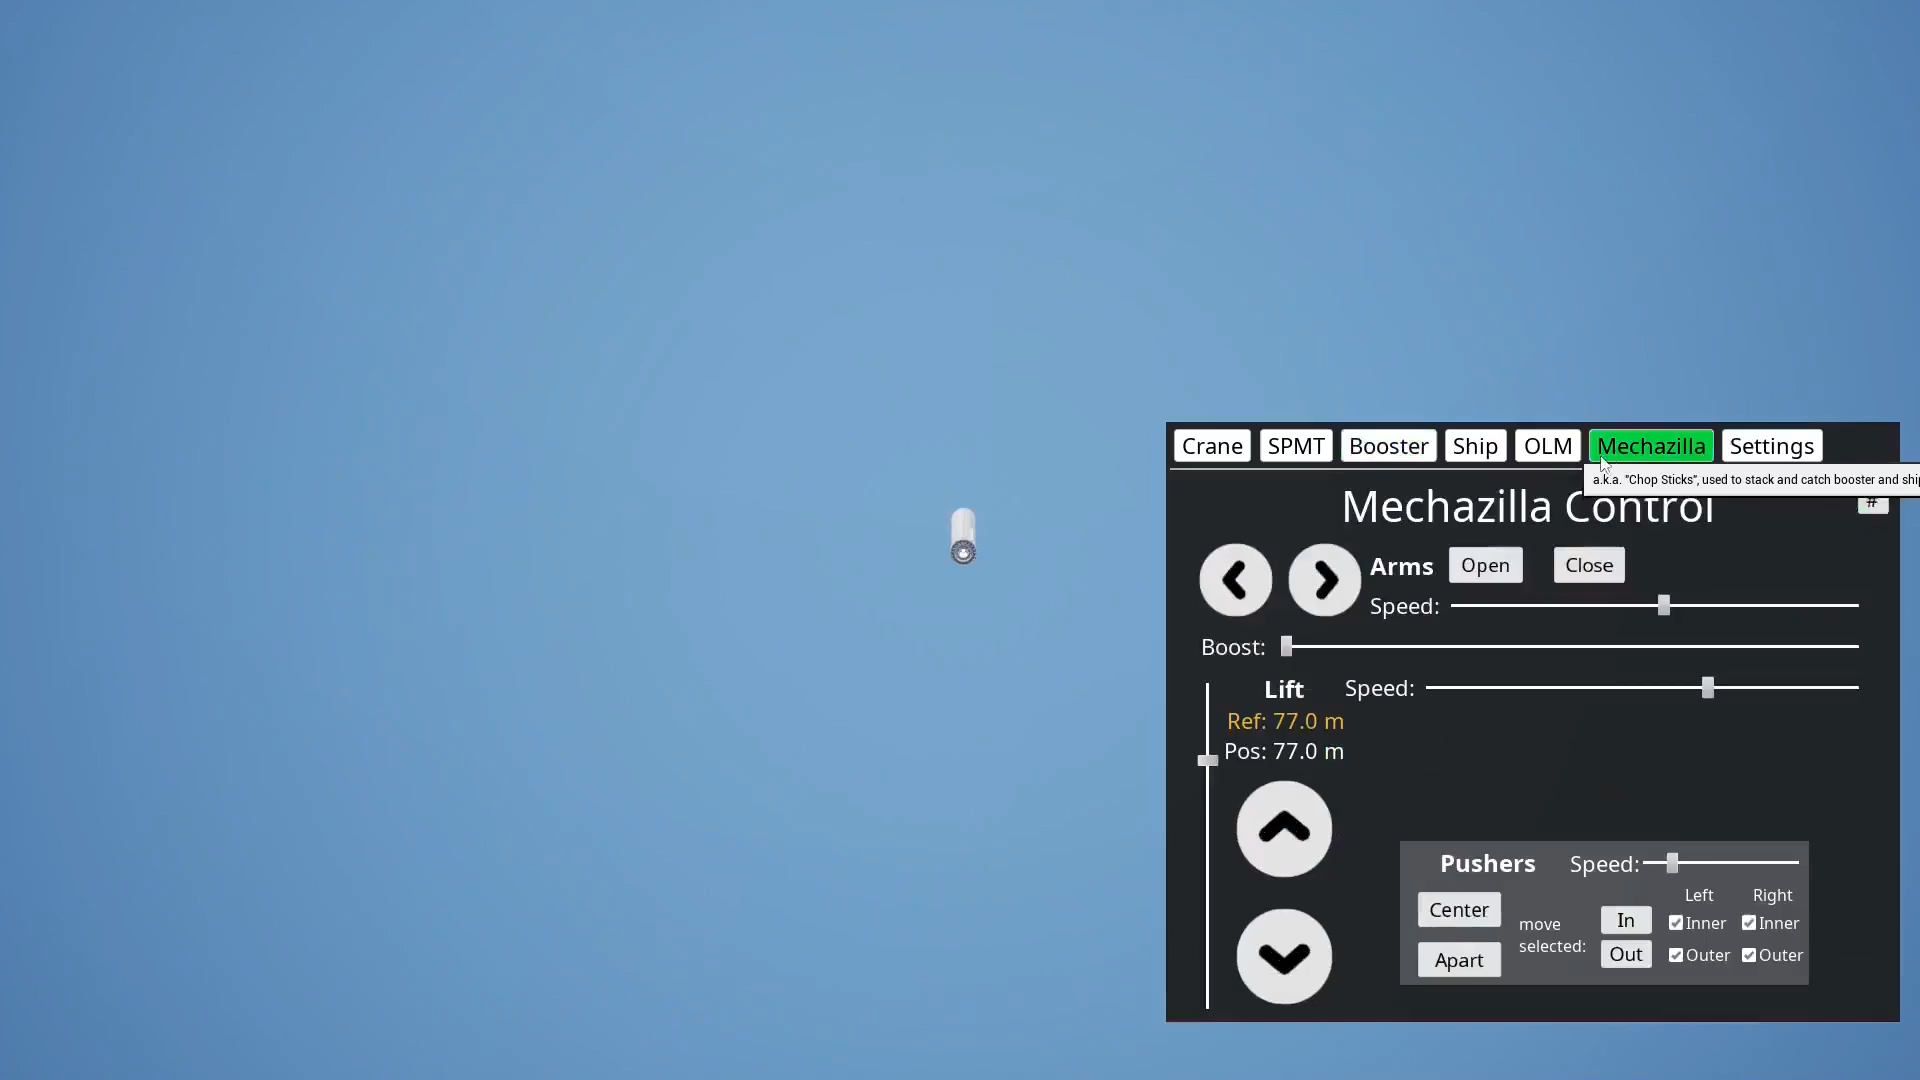 Crane SPMT Booster Ship OLM Mechazilla Settings
a.k.a. "Chop Sticks", used to stack and catch booster and
Mechazilla Control
#
Arms Open Close
Speed:
Boost:
Lift Speed:
Ref: 77.0 m
Pos: 77.0 m
Pushers Speed:
Left Right
Center move selected: In Inner Inner
Apart Out Outer Outer